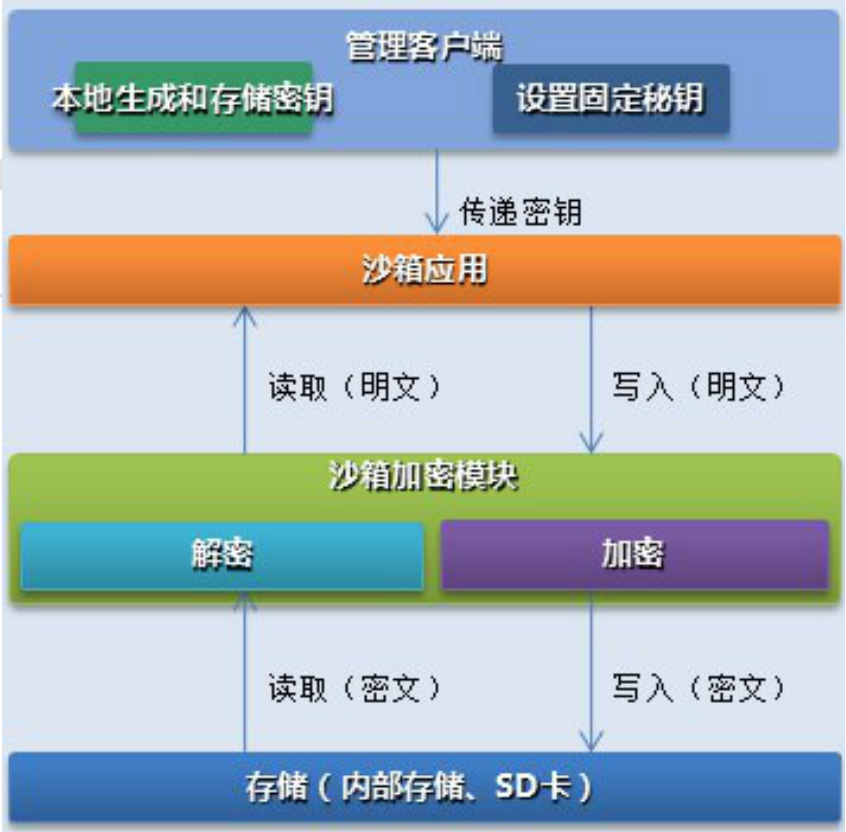 管理客户端
本地生成和存储密钥
设置固定秘钥
传递密钥
沙箱应用
读取（明文）
写入（明文）
沙箱加密模块
解密
加密
读取（密文）
写入（密文）
存储（内部存储、SD卡）